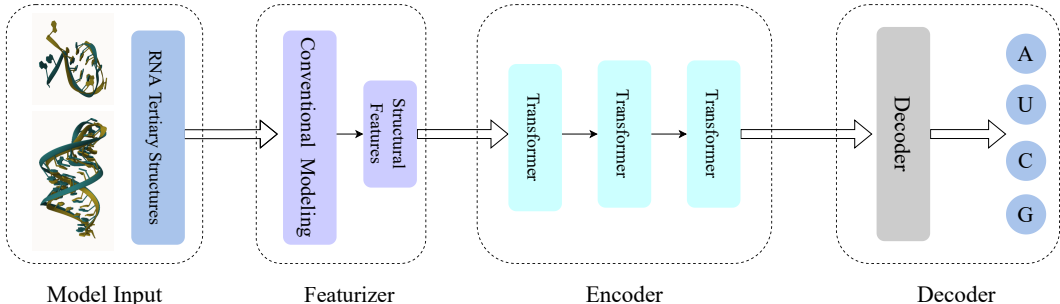 RNA Tertiary Structures
Conventional Modeling
Structural
Features
Transformer
Transformer
Transformer
Decoder
A
U
C
G
Model Input
Featurizer
Encoder
Decoder